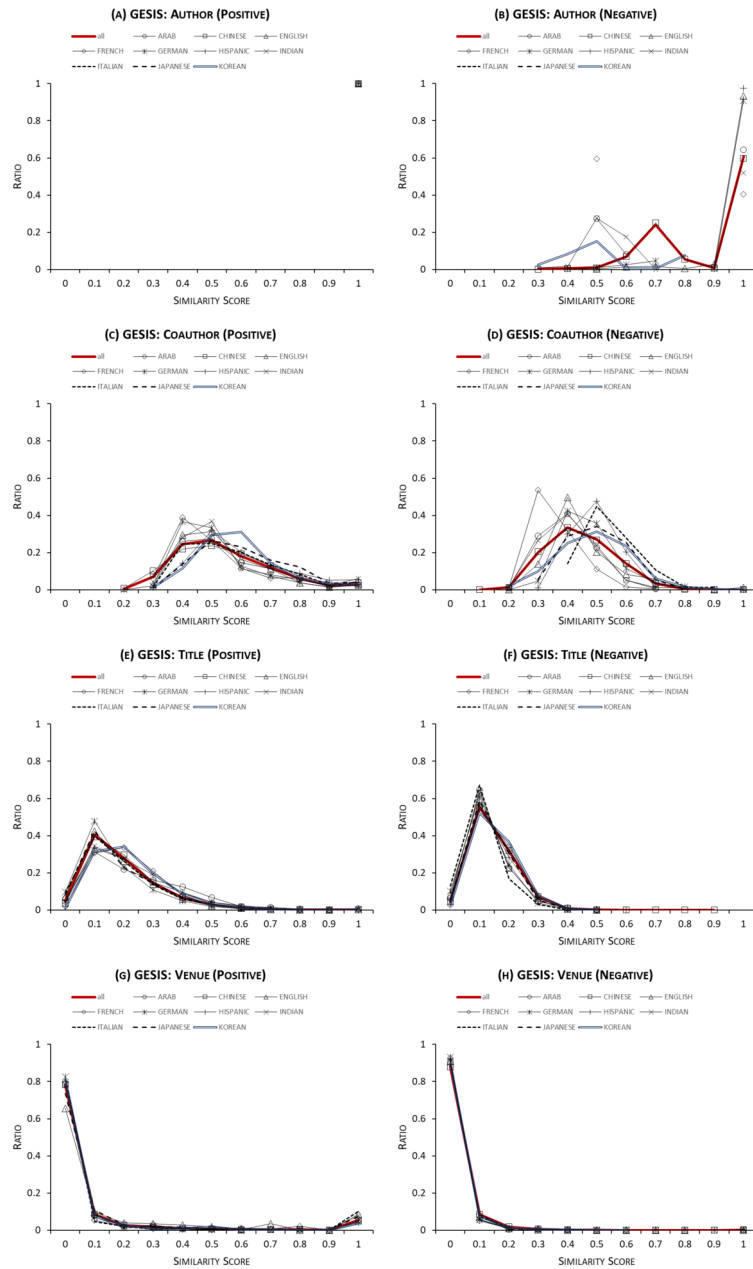 (A) GESIS: AUTHOR (POSITIVE)
all ARAB CHINESE ENGLISH
FRENCH GERMAN HISPANIC INDIAN
ITALIAN JAPANESE KOREAN
1
0.8
0.6
0.4
0.2
0
RATIO
0 0.1 0.2 0.3 0.4 0.5 0.6 0.7 0.8 0.9 1
SIMILARITY SCORE
(B) GESIS: AUTHOR (NEGATIVE)
all ARAB CHINESE ENGLISH
FRENCH GERMAN HISPANIC INDIAN
ITALIAN JAPANESE KOREAN
1
0.8
0.6
0.4
0.2
0
RATIO
0 0.1 0.2 0.3 0.4 0.5 0.6 0.7 0.8 0.9 1
SIMILARITY SCORE
(C) GESIS: COAUTHOR (POSITIVE)
all ARAB CHINESE ENGLISH
FRENCH GERMAN HISPANIC INDIAN
ITALIAN JAPANESE KOREAN
1
0.8
0.6
0.4
0.2
0
RATIO
0 0.1 0.2 0.3 0.4 0.5 0.6 0.7 0.8 0.9 1
SIMILARITY SCORE
(D) GESIS: COAUTHOR (NEGATIVE)
all ARAB CHINESE ENGLISH
FRENCH GERMAN HISPANIC INDIAN
ITALIAN JAPANESE KOREAN
1
0.8
0.6
0.4
0.2
0
RATIO
0 0.1 0.2 0.3 0.4 0.5 0.6 0.7 0.8 0.9 1
SIMILARITY SCORE
(E) GESIS: TITLE (POSITIVE)
all ARAB CHINESE ENGLISH
FRENCH GERMAN HISPANIC INDIAN
ITALIAN JAPANESE KOREAN
1
0.8
0.6
0.4
0.2
0
RATIO
0 0.1 0.2 0.3 0.4 0.5 0.6 0.7 0.8 0.9 1
SIMILARITY SCORE
(F) GESIS: TITLE (NEGATIVE)
all ARAB CHINESE ENGLISH
FRENCH GERMAN HISPANIC INDIAN
ITALIAN JAPANESE KOREAN
1
0.8
0.6
0.4
0.2
0
RATIO
0 0.1 0.2 0.3 0.4 0.5 0.6 0.7 0.8 0.9 1
SIMILARITY SCORE
(G) GESIS: VENUE (POSITIVE)
all ARAB CHINESE ENGLISH
FRENCH GERMAN HISPANIC INDIAN
ITALIAN JAPANESE KOREAN
1
0.8
0.6
0.4
0.2
0
RATIO
0 0.1 0.2 0.3 0.4 0.5 0.6 0.7 0.8 0.9 1
SIMILARITY SCORE
(H) GESIS: VENUE (NEGATIVE)
all ARAB CHINESE ENGLISH
FRENCH GERMAN HISPANIC INDIAN
ITALIAN JAPANESE KOREAN
1
0.8
0.6
0.4
0.2
0
RATIO
0 0.1 0.2 0.3 0.4 0.5 0.6 0.7 0.8 0.9 1
SIMILARITY SCORE